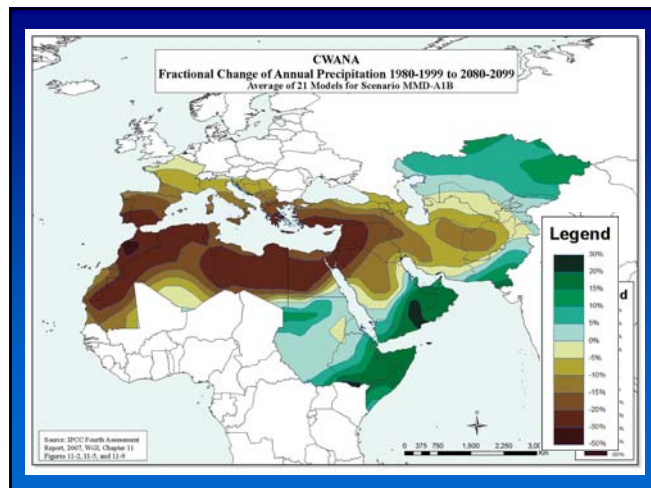 CWANA
Fractional Change of Annual Precipitation 1980-1999 to 2080-2099
Average of 21 Models for Scenario MMD-A1B
Legend
30%
20%
15%
10%
5%
0%
-5%
-10%
-15%
-20%
-30%
-50%
d
Source: IPCC Fourth Assessment
Report, 2007, WGI, Chapter 11
Figures 11-2, 11-5, and 11-9
N
0 375 750 1,500 2,250 3,00